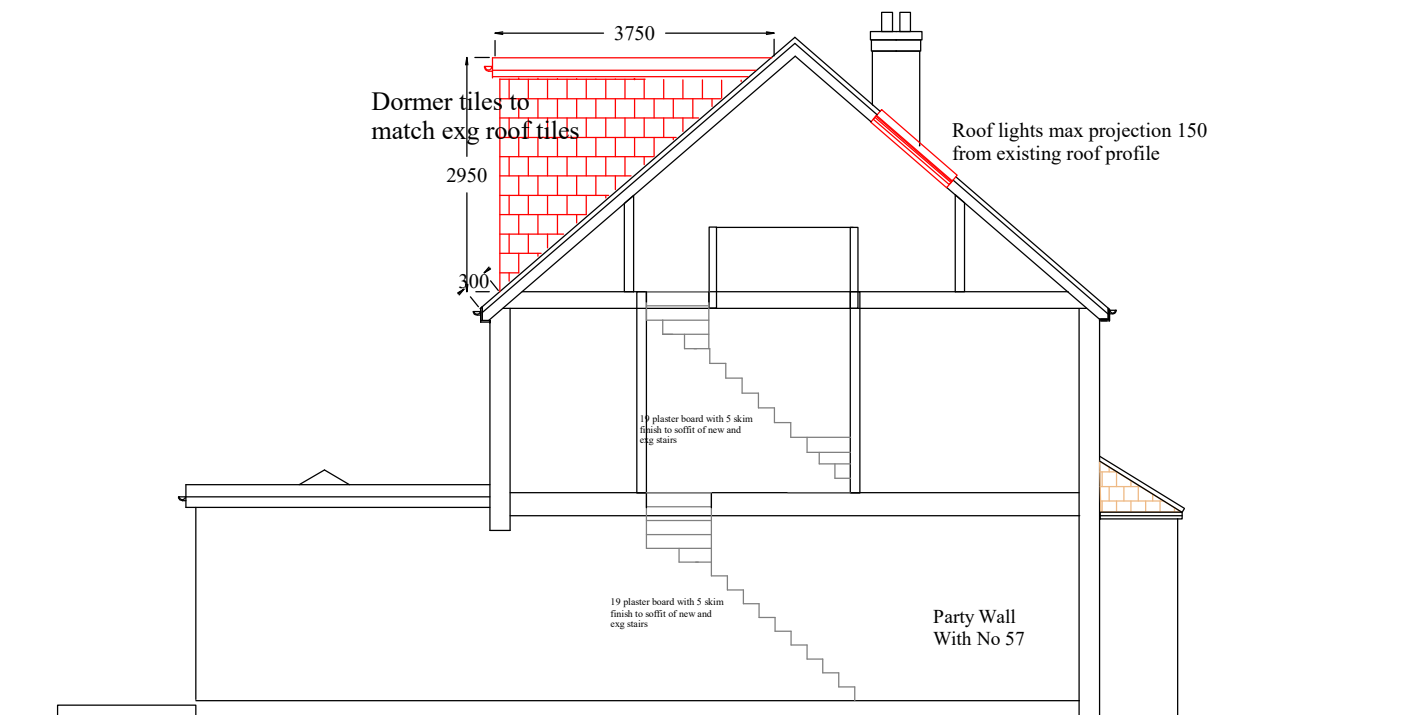 3750
Dormer tiles to
match exg roof tiles
Roof lights max projection 150
from existing roof profile
2950
300
19 plaster board with 5 skim
finish to soffit of new and
exg stairs
19 plaster board with 5 skim
finish to soffit of new and
exg stairs
Party Wall
With No 57